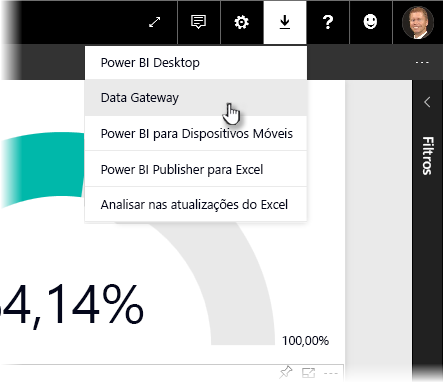 ?
Power BI Desktop
Data Gateway
Power BI para Dispositivos Móveis
Power BI Publisher para Excel
Analisar nas atualizações do Excel
Filtros
4,14%
100,00%